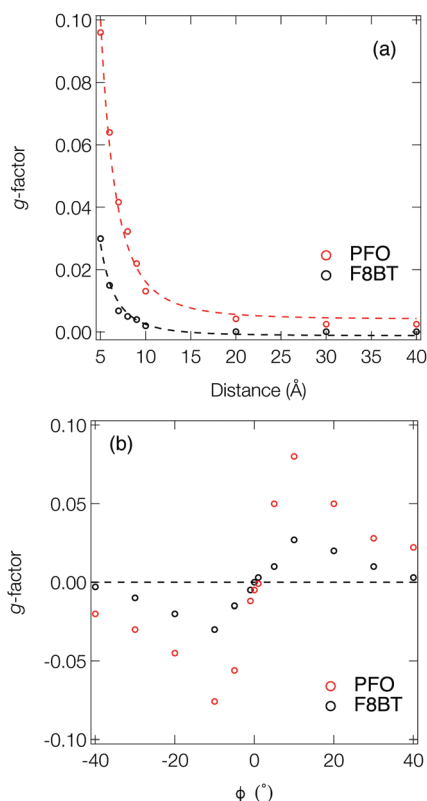 0.10
(a)
0.08
0.06
g-factor
0.04
PFO
0.02
F8BT
0.00
5 10 15 20 25 30 35 40
Distance (Å)
0.10
(b)
0.05
g-factor
0.00
-0.05
PFO
F8BT
-0.10
-40 -20 0 20 40
ϕ (°)